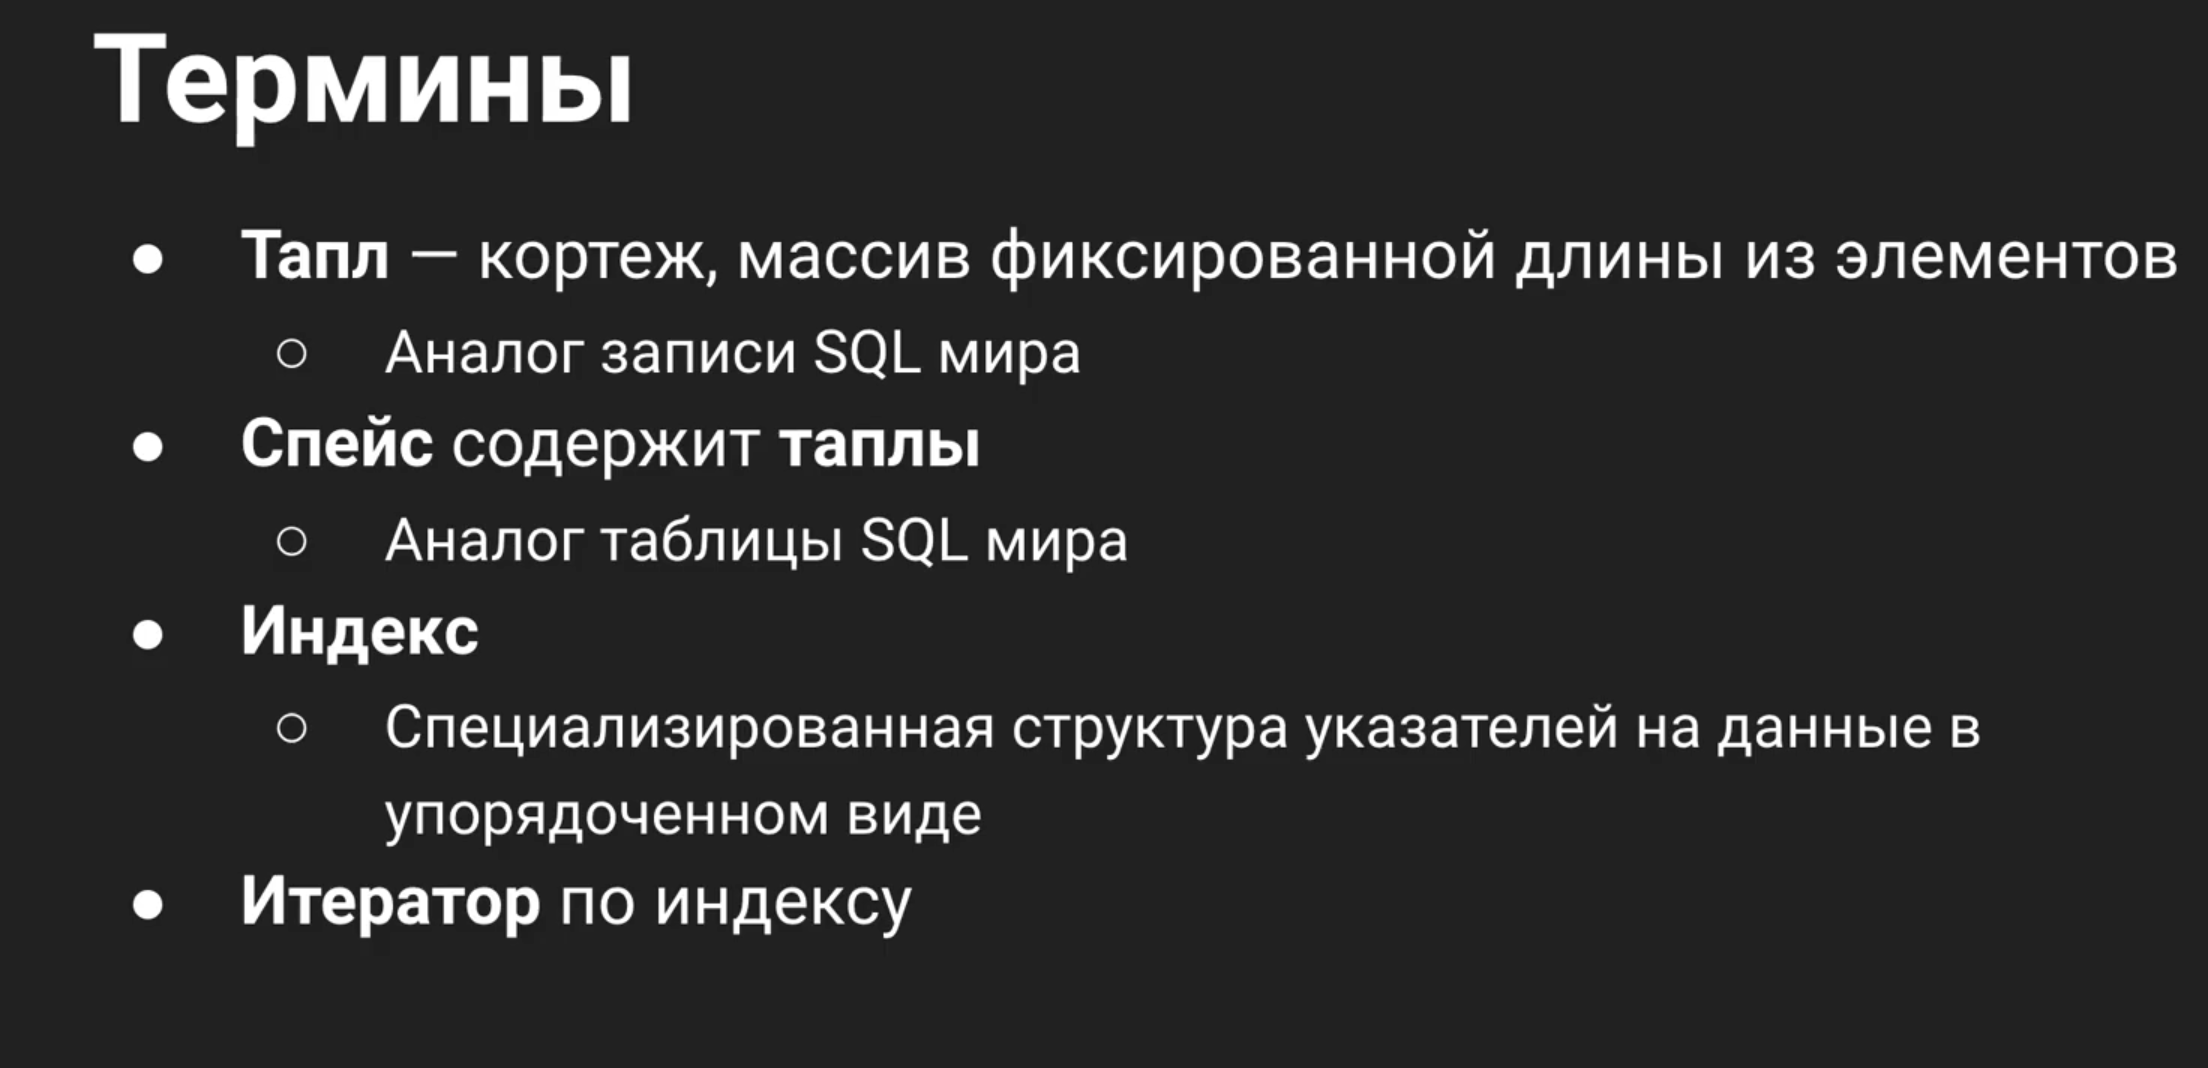 Термины
● Тапл — кортеж, массив фиксированной длины из элементов
○ Аналог записи SQL мира
● Спейс содержит таплы
○ Аналог таблицы SQL мира
● Индекс
○ Специализированная структура указателей на данные в
упорядоченном виде
● Итератор по индексу